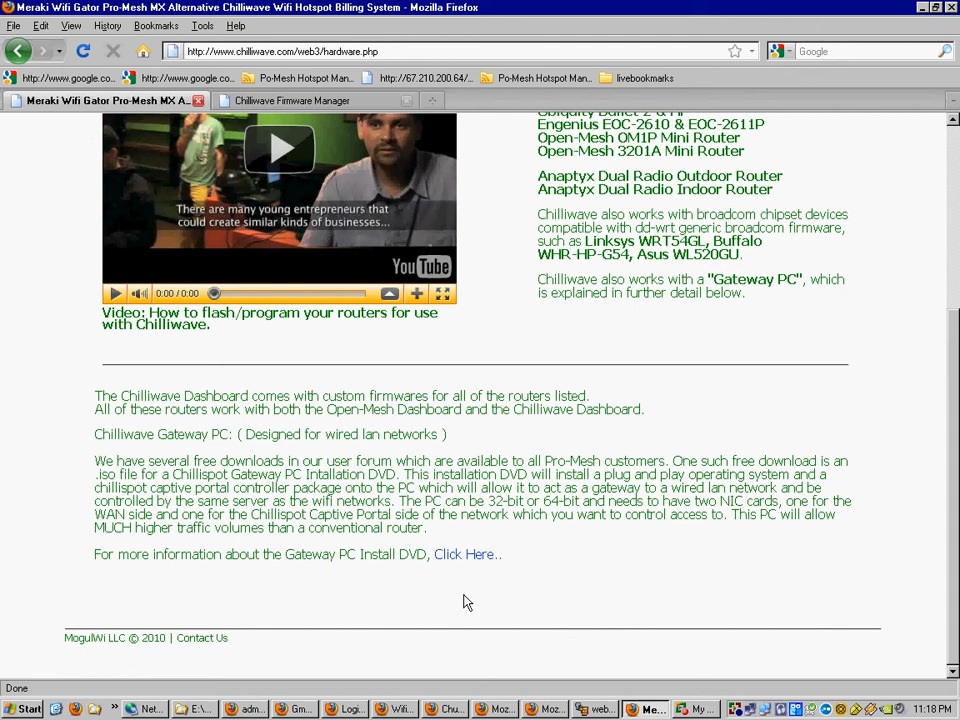 Meraki Wifi Gator Pro-Mesh MX Alternative Chilliwave Wifi Hotspot Billing System - Mozilla Firefox
File Edit View History Bookmarks Tools Help
http://www.chilliwave.com/web3/hardware.php
Google
http://www.google.co... http://www.google.co... Po-Mesh Hotspot Man... http://67.210.200.64/... Po-Mesh Hotspot Man... livebookmarks
Meraki Wifi Gator Pro-Mesh MX A... Chilliwave Firmware Manager
There are many young entrepreneurs that
could create similar kinds of businesses...
YouTube
0:00 / 0:00
Video: How to flash/program your routers for use
with Chilliwave.
Engenius EOC-2610 & EOC-2611P
Open-Mesh OM1P Mini Router
Open-Mesh 3201A Mini Router
Anaptyx Dual Radio Outdoor Router
Anaptyx Dual Radio Indoor Router
Chilliwave also works with broadcom chipset devices
compatible with dd-wrt generic broadcom firmware,
such as Linksys WRT54GL, Buffalo
WHR-HP-G54, Asus WL520GU.
Chilliwave also works with a "Gateway PC", which
is explained in further detail below.
The Chilliwave Dashboard comes with custom firmwares for all of the routers listed.
All of these routers work with both the Open-Mesh Dashboard and the Chilliwave Dashboard.
Chilliwave Gateway PC: ( Designed for wired lan networks )
We have several free downloads in our user forum which are available to all Pro-Mesh customers. One such free download is an
.iso file for a Chillispot Gateway PC Intallation DVD. This installation DVD will install a plug and play operating system and a
chillispot captive portal controller package onto the PC which will allow it to act as a gateway to a wired lan network and be
controlled by the same server as the wifi networks. The PC can be 32-bit or 64-bit and needs to have two NIC cards, one for the
WAN side and one for the Chillispot Captive Portal side of the network which you want to control access to. This PC will allow
MUCH higher traffic volumes than a conventional router.
For more information about the Gateway PC Install DVD, Click Here..
MogulWi LLC © 2010 | Contact Us
Done
Start Net... E:\... adm... Gm... Logi... Wifi... Chu... Moz... Moz... web... Me... My ... 11:18 PM